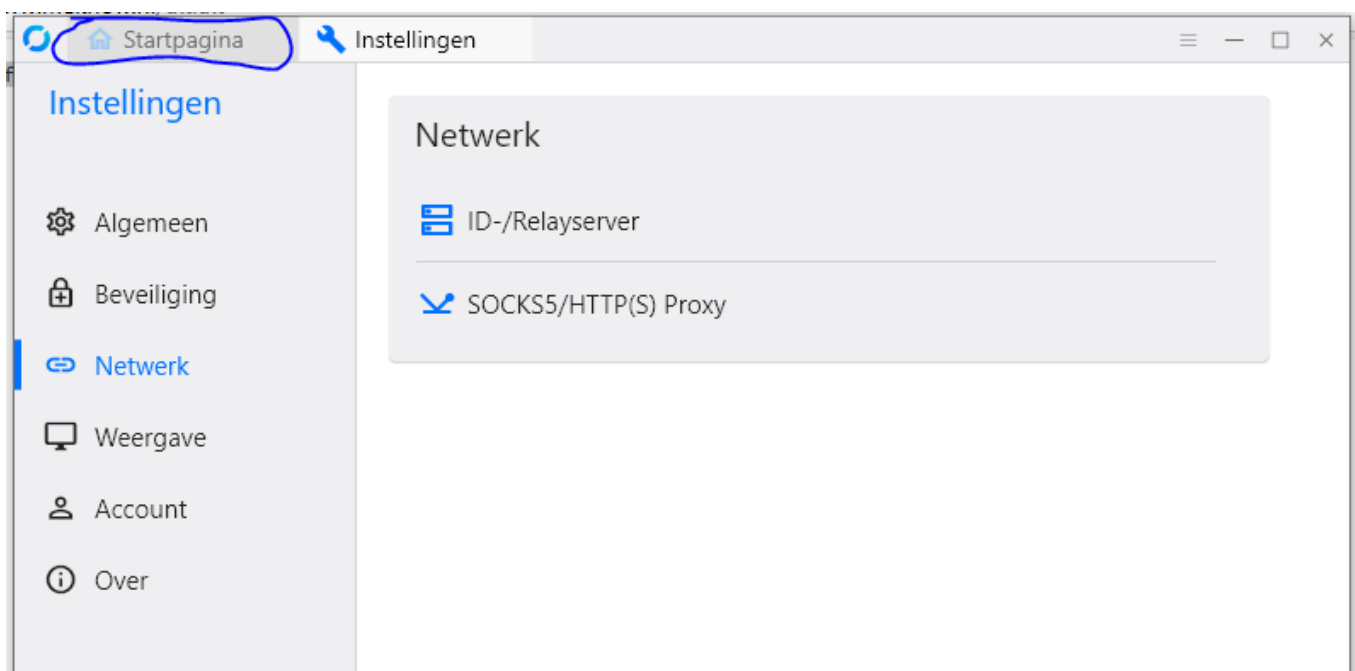 Startpagina
Instellingen
Instellingen
Netwerk
ID-/Relayserver
SOCKS5/HTTP(S) Proxy
Algemeen
Beveiliging
Netwerk
Weergave
Account
Over